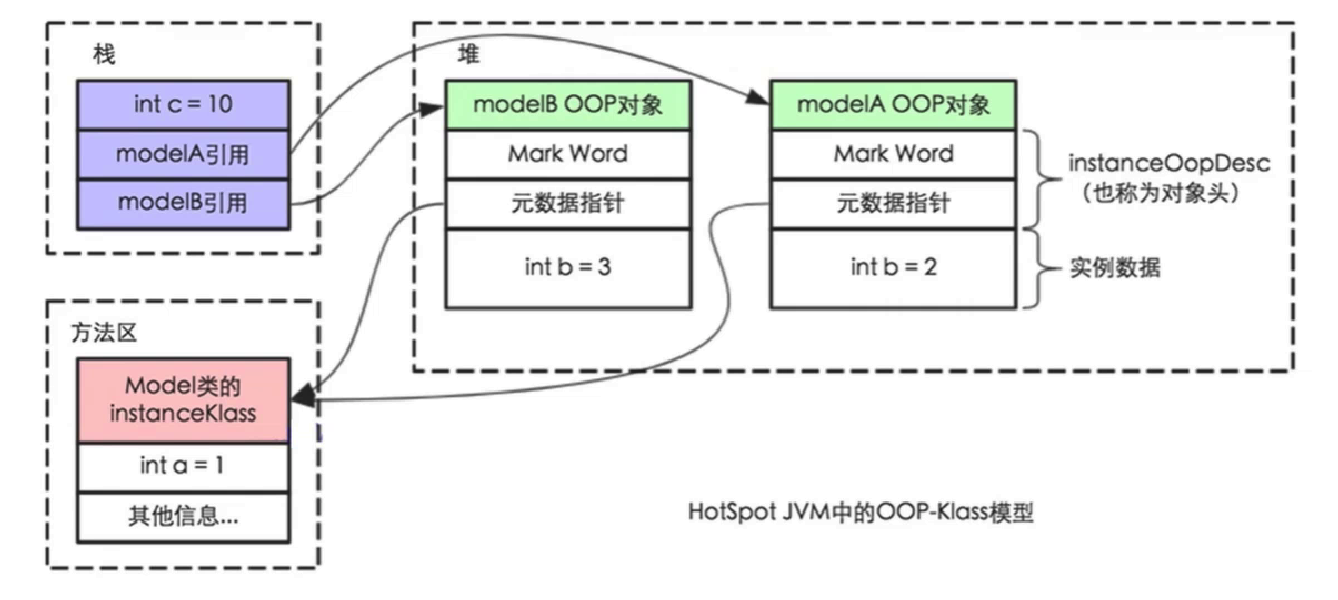 栈
int c = 10
modelA引用
modelB引用
堆
modelB OOP对象
Mark Word
元数据指针
int b = 3
modelA OOP对象
Mark Word
元数据指针
int b = 2
instanceOopDesc
（也称为对象头）
实例数据
方法区
Model类的
instanceKlass
int a = 1
其他信息...
HotSpot JVM中的OOP-Klass模型